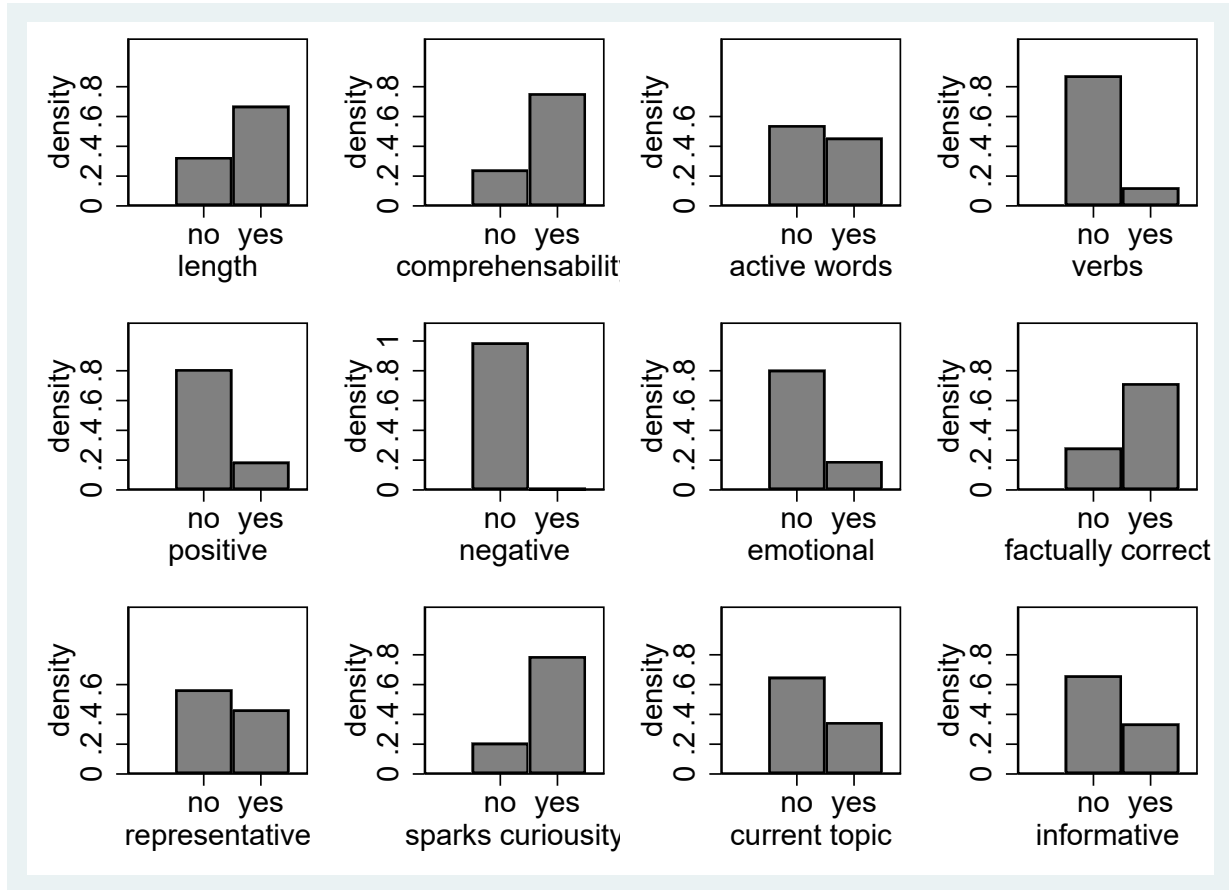 density
0 .2 .4 .6 .8
no yes
length
density
0 .2 .4 .6 .8
no yes
comprehensability
density
0 .2 .4 .6
no yes
active words
density
0 .2 .4 .6 .8
no yes
verbs
density
0 .2 .4 .6 .8
no yes
positive
density
0 .2 .4 .6 .8 1
no yes
negative
density
0 .2 .4 .6 .8
no yes
emotional
density
0 .2 .4 .6 .8
no yes
factually correct
density
0 .2 .4 .6
no yes
representative
density
0 .2 .4 .6 .8
no yes
sparks curiousity
density
0 .2 .4 .6 .8
no yes
current topic
density
0 .2 .4 .6 .8
no yes
informative